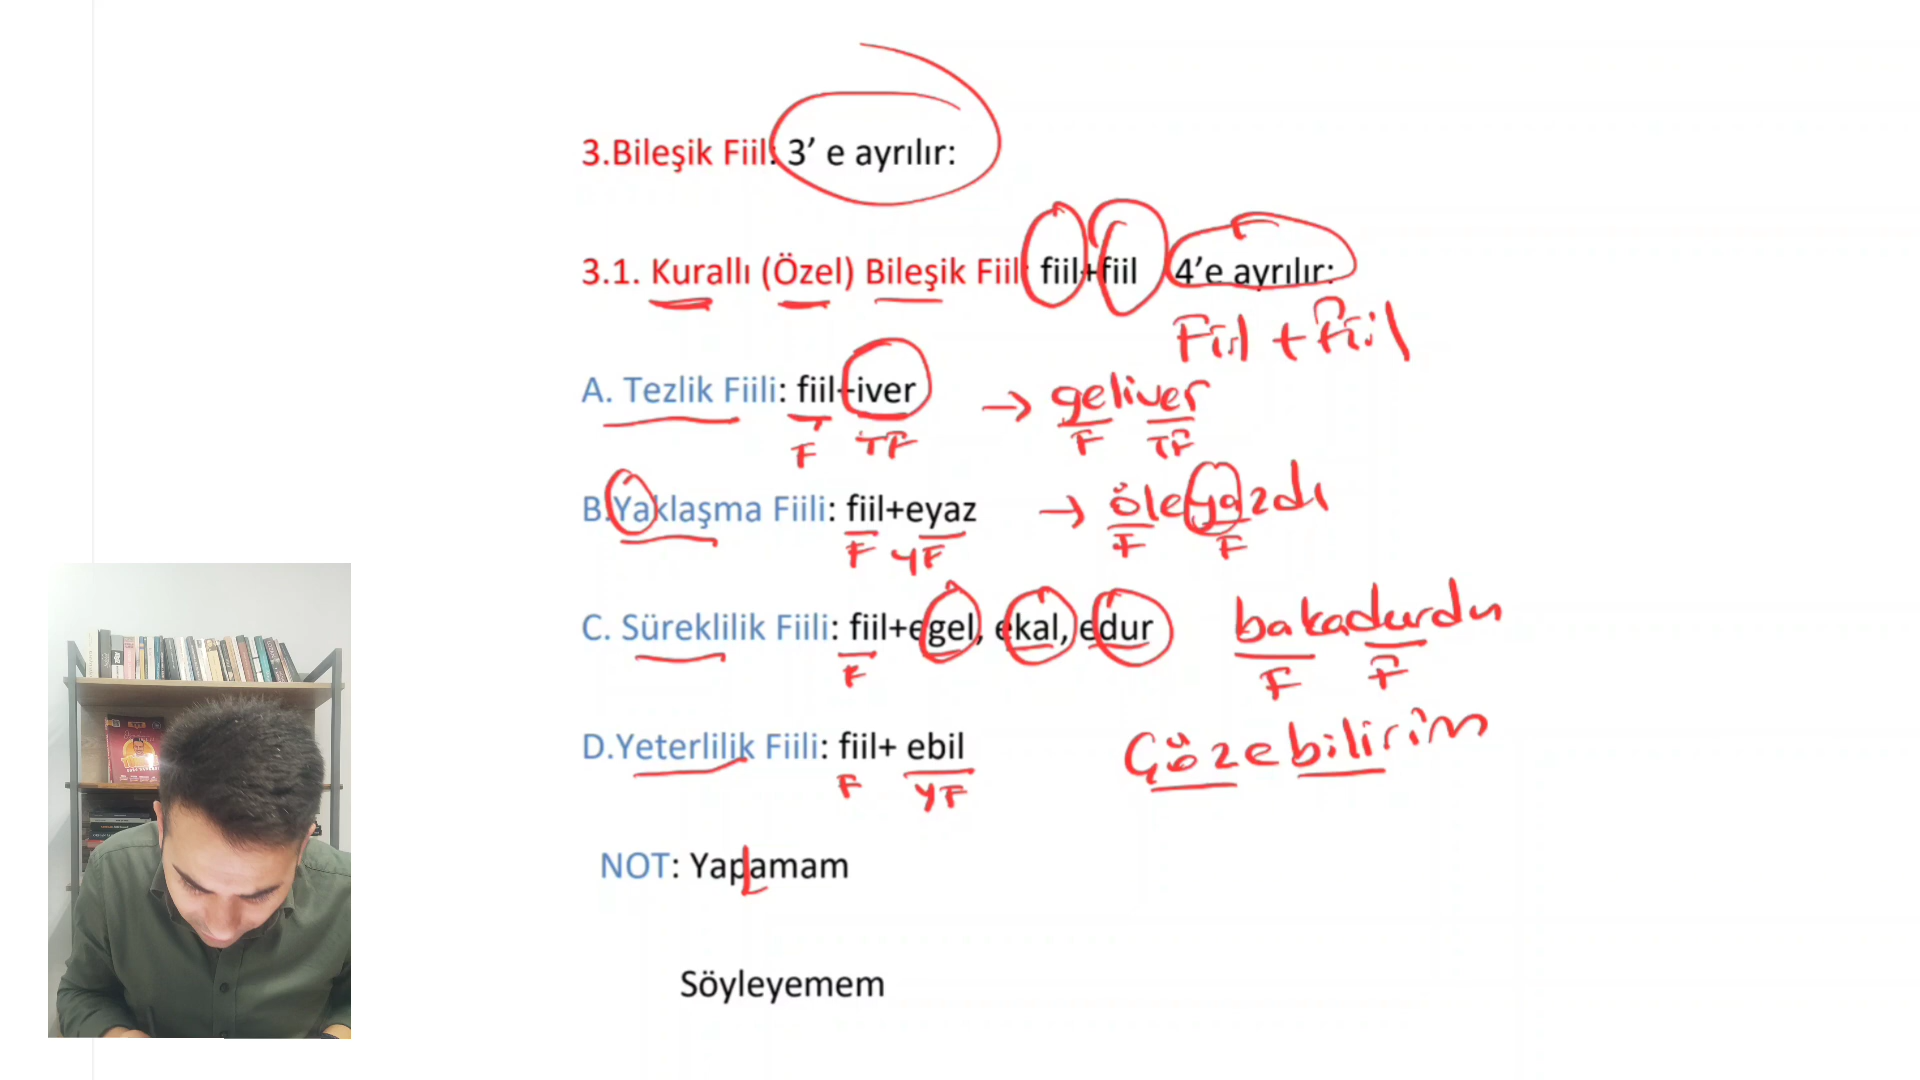 3.Bileşik Fiil: 3’ e ayrılır:
3.1. Kurallı (Özel) Bileşik Fiil: fiil+fiil 4’e ayrılır:
Fiil + fiil
A. Tezlik Fiili: fiil+iver → geliver
F TF F TF
B.Yaklaşma Fiili: fiil+eyaz → öleyazdı
F YF F F
C. Süreklilik Fiili: fiil+egel, ekal, edur bakadurdu
F F F
D.Yeterlilik Fiili: fiil+ ebil Çözebilirim
F YF
NOT: Yapamam
Söyleyemem